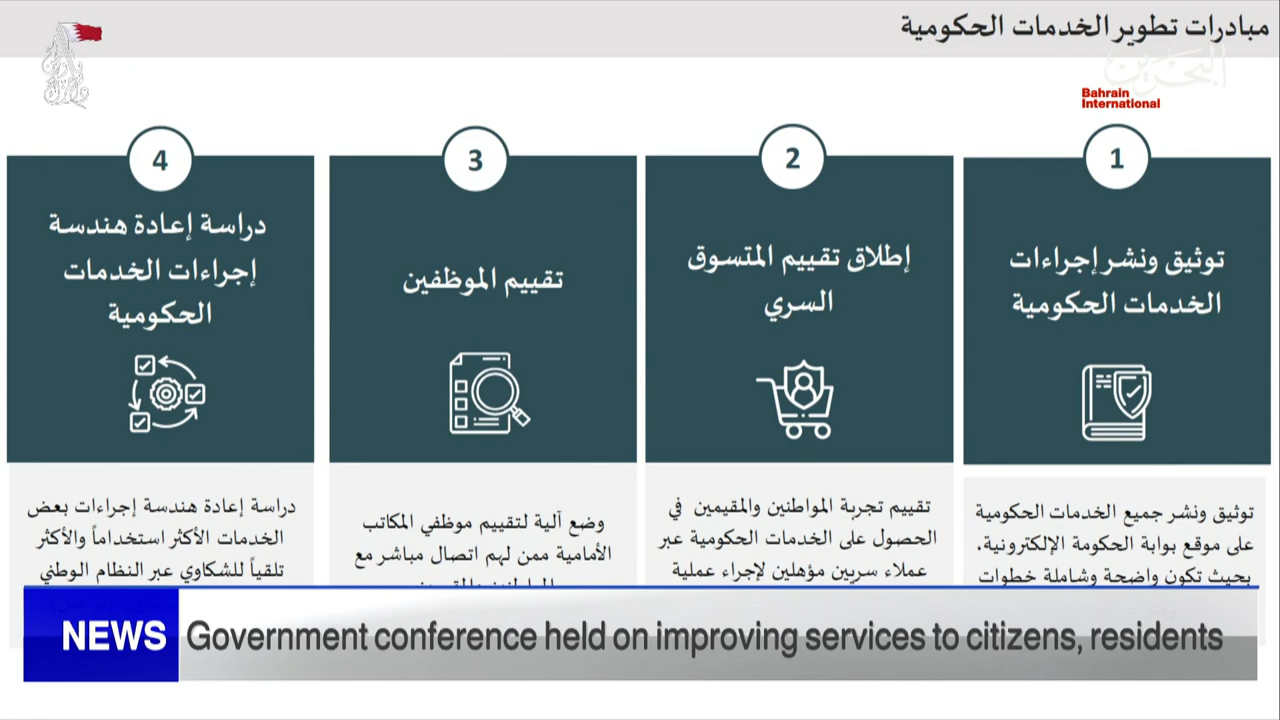 مبادرات تطوير الخدمات الحكومية
البحرين
Bahrain
International
1
توثيق ونشر إجراءات
الخدمات الحكومية
توثيق ونشر جميع الخدمات الحكومية
على موقع بوابة الحكومة الإلكترونية،
بحيث تكون واضحة وشاملة خطوات
2
إطلاق تقييم المتسوق
السري
تقييم تجربة المواطنين والمقيمين في
الحصول على الخدمات الحكومية عبر
عملاء سريين مؤهلين لإجراء عملية
3
تقييم الموظفين
وضع آلية لتقييم موظفي المكاتب
الأمامية ممن لهم اتصال مباشر مع
4
دراسة إعادة هندسة
إجراءات الخدمات
الحكومية
دراسة إعادة هندسة إجراءات بعض
الخدمات الأكثر استخداماً والأكثر
تلقياً للشكاوي عبر النظام الوطني
NEWS
Government conference held on improving services to citizens, residents